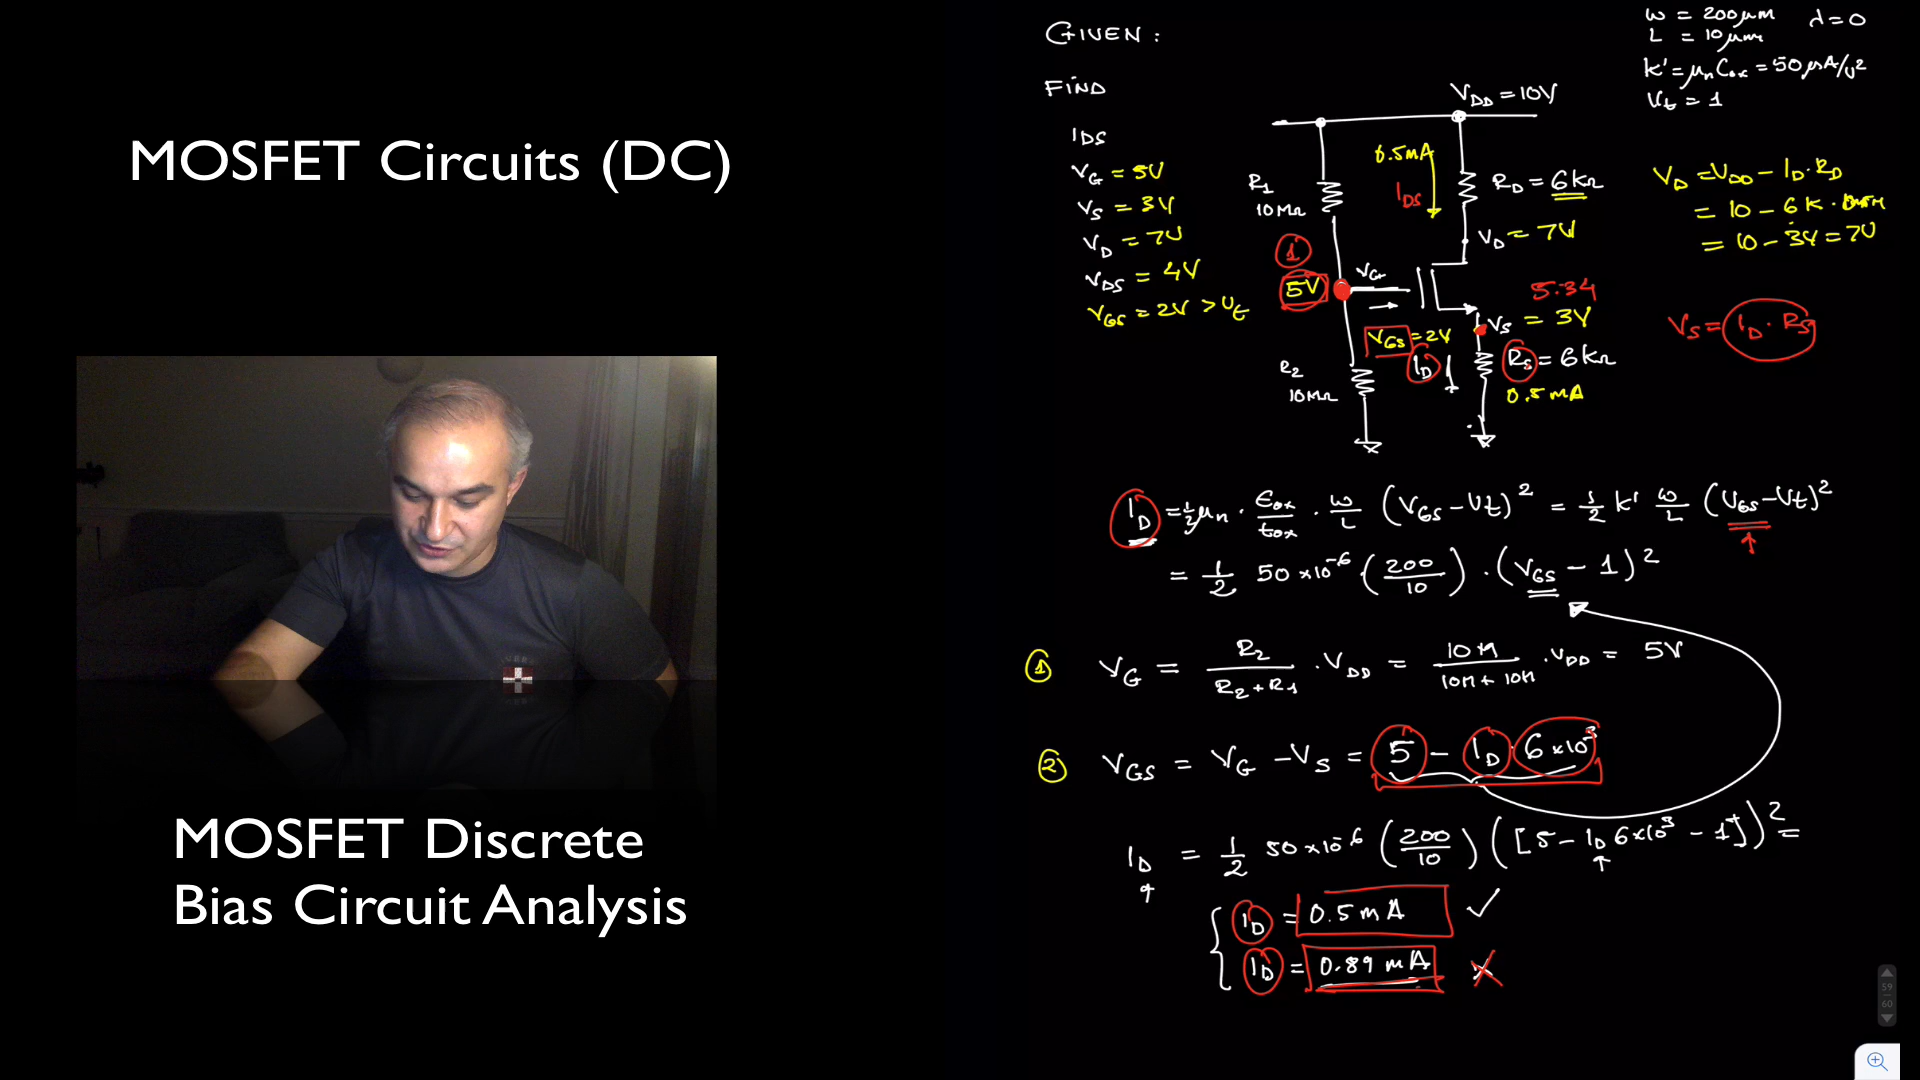 MOSFET Circuits (DC)
MOSFET Discrete
Bias Circuit Analysis
GIVEN:
W = 200μm λ=0
L = 10μm
K'=μnCox=50μA/V²
Vt = 1
FIND
IDS
VG = 5V
VS = 3V
VD = 7V
VDS = 4V
VGS = 2V > Vt
VDD=10V
0.5mA
IDS
R1
10MΩ
RD = 6kΩ
VD = 7V
1
5V
VG
5.34
VS = 3V
VGS=2V
ID
RS = 6kΩ
0.5mA
R2
10MΩ
VD = VDD - ID·RD
= 10 - 6K ·
= 10 - 3V = 7V
VS = ID·RS
ID = ½μn · εox/tox · W/L (VGS-Vt)² = ½ K' W/L (VGS-Vt)²
= ½ 50×10⁻⁶ (200/10) · (VGS - 1)²
① VG = R2/(R2+R1) · VDD = 10M/(10M+10M) · VDD = 5V
② VGS = VG - VS = 5 - ID·6×10³
ID = ½ 50×10⁻⁶ (200/10) ([5 - ID 6×10³ - 1])² =
ID = 0.5mA ✓
ID = 0.89mA ✗
59
60